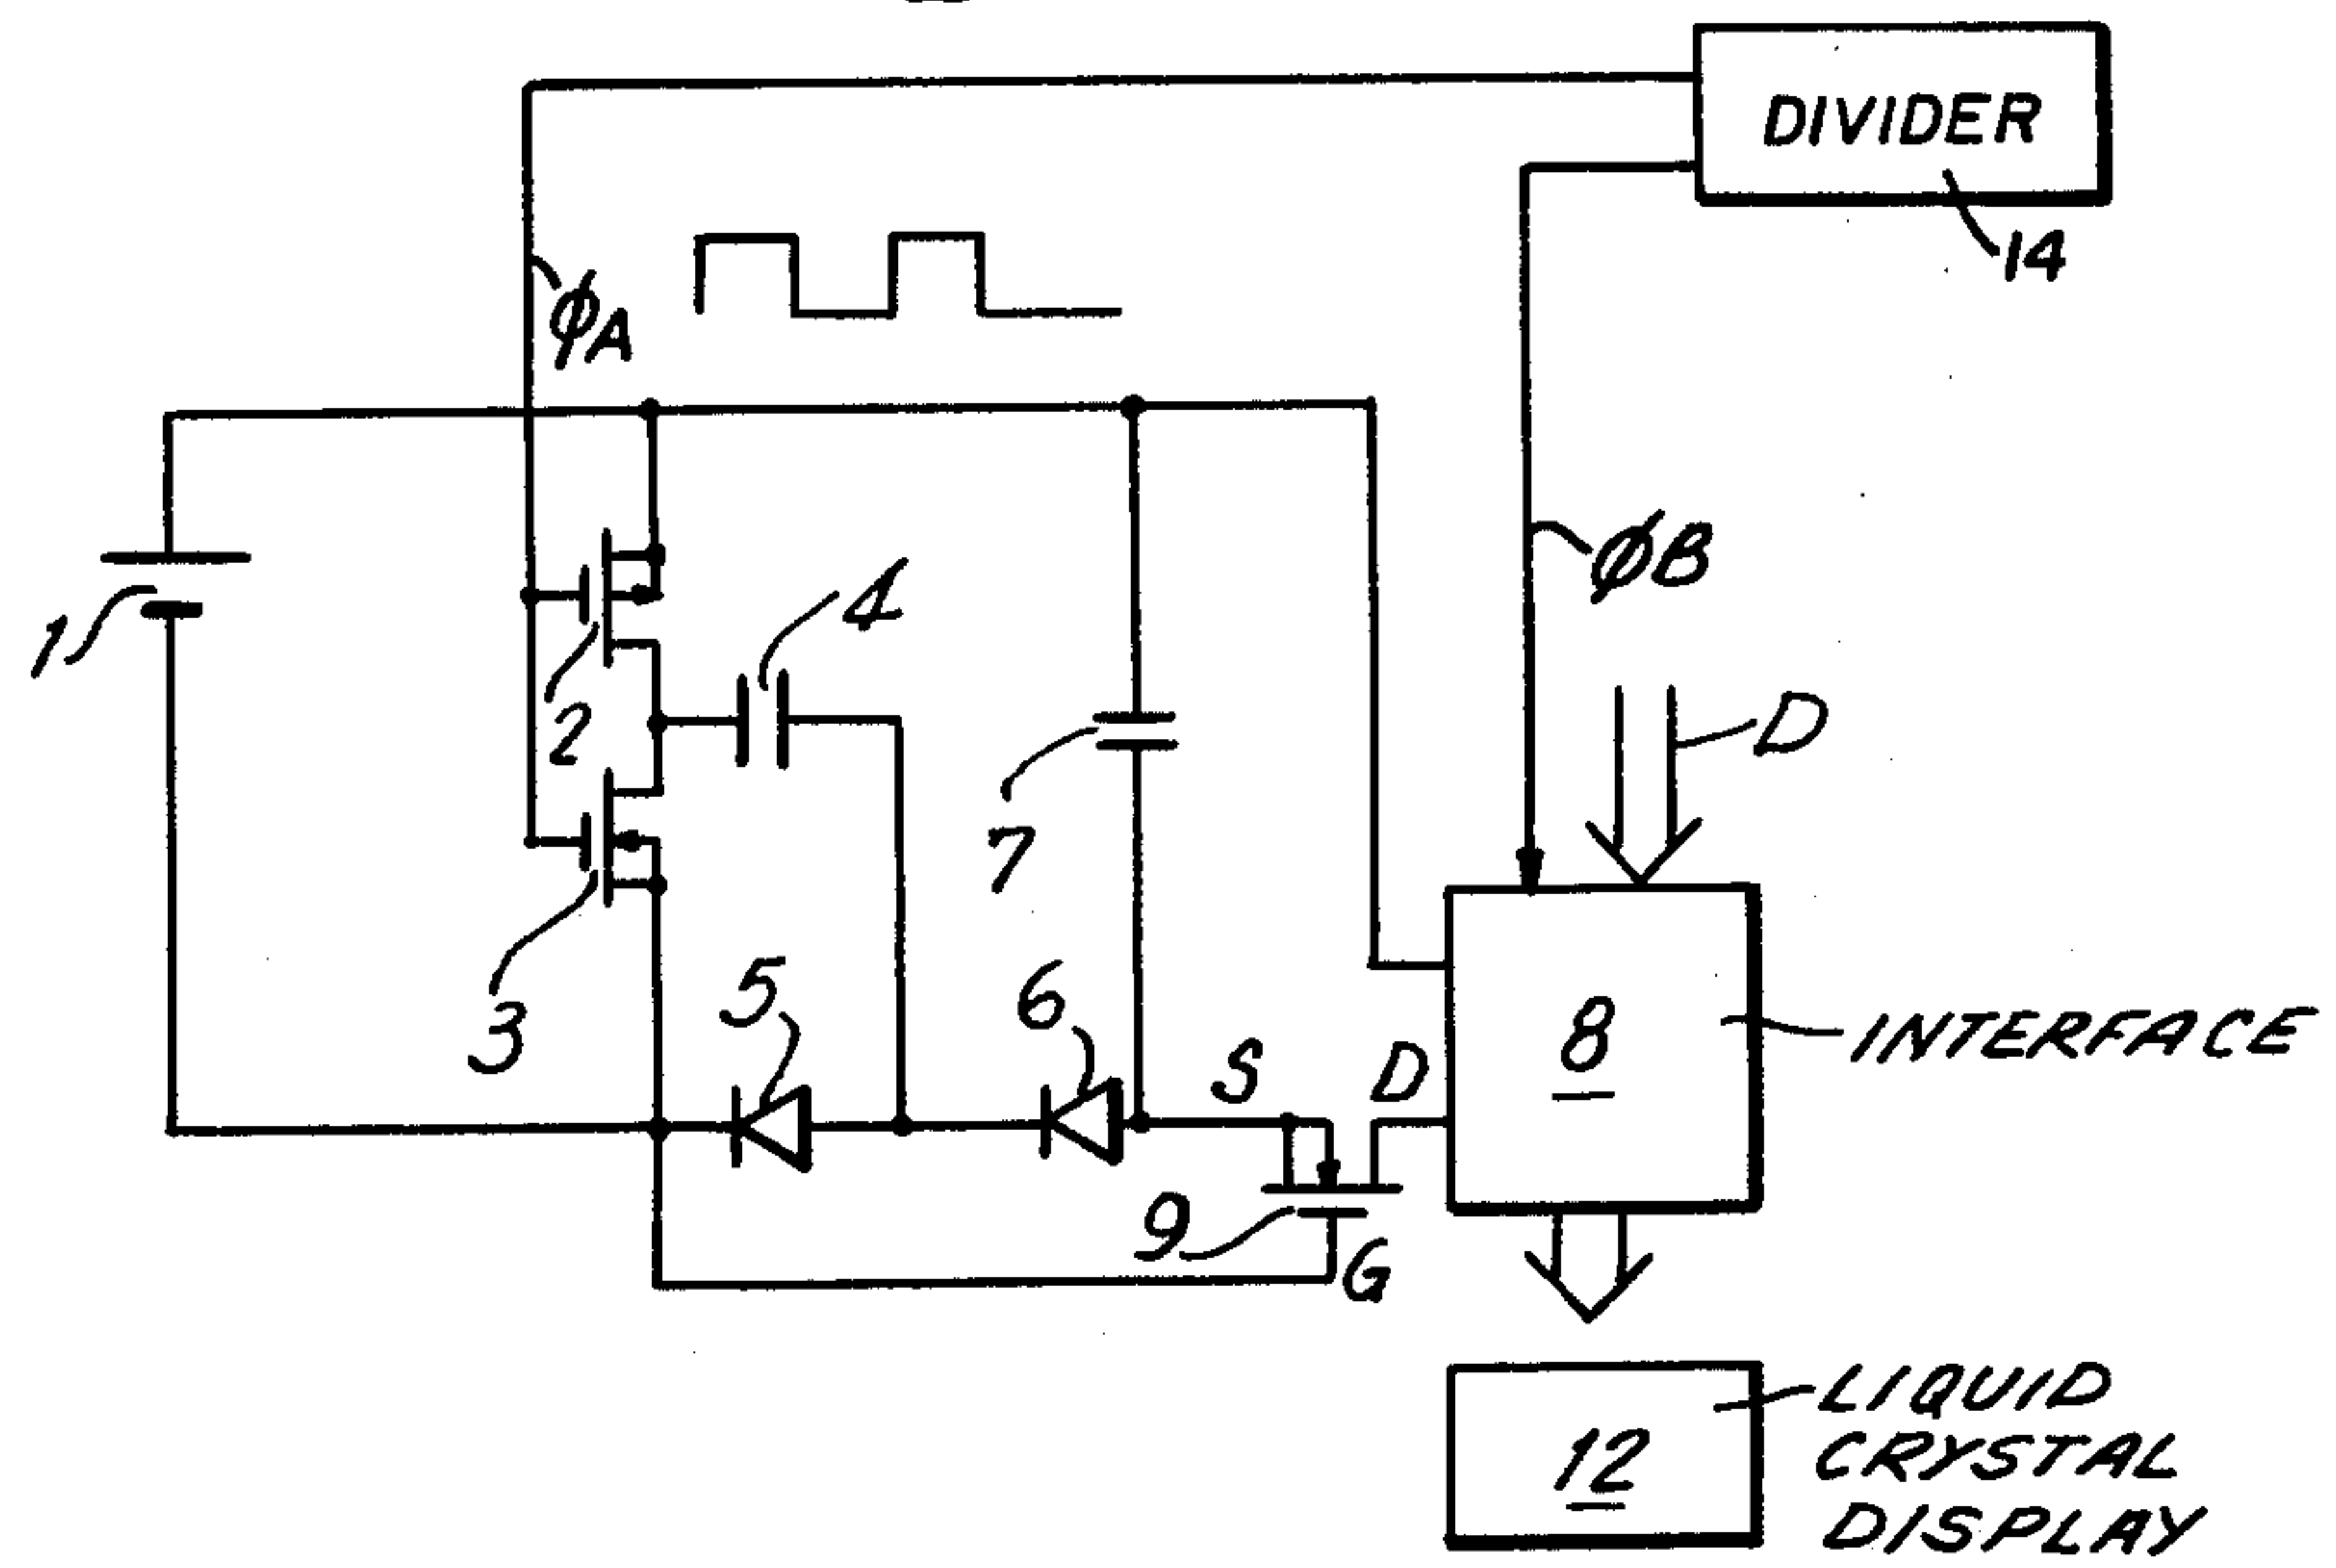 DIVIDER
14
φA
φB
1
2
4
D
7
3
5
6
S
D
8
INTERFACE
9
G
12
LIQUID
CRYSTAL
DISPLAY